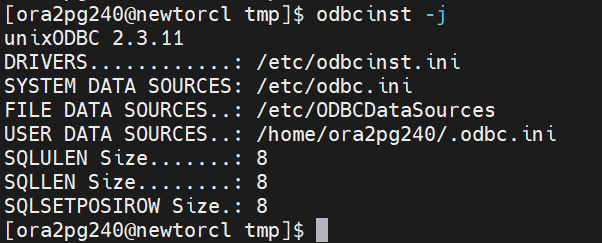 [ora2pg240@newtorcl tmp]$ odbcinst -j
unixODBC 2.3.11
DRIVERS............: /etc/odbcinst.ini
SYSTEM DATA SOURCES: /etc/odbc.ini
FILE DATA SOURCES..: /etc/ODBCDataSources
USER DATA SOURCES..: /home/ora2pg240/.odbc.ini
SQLULEN Size.......: 8
SQLLEN Size........: 8
SQLSETPOSIROW Size.: 8
[ora2pg240@newtorcl tmp]$